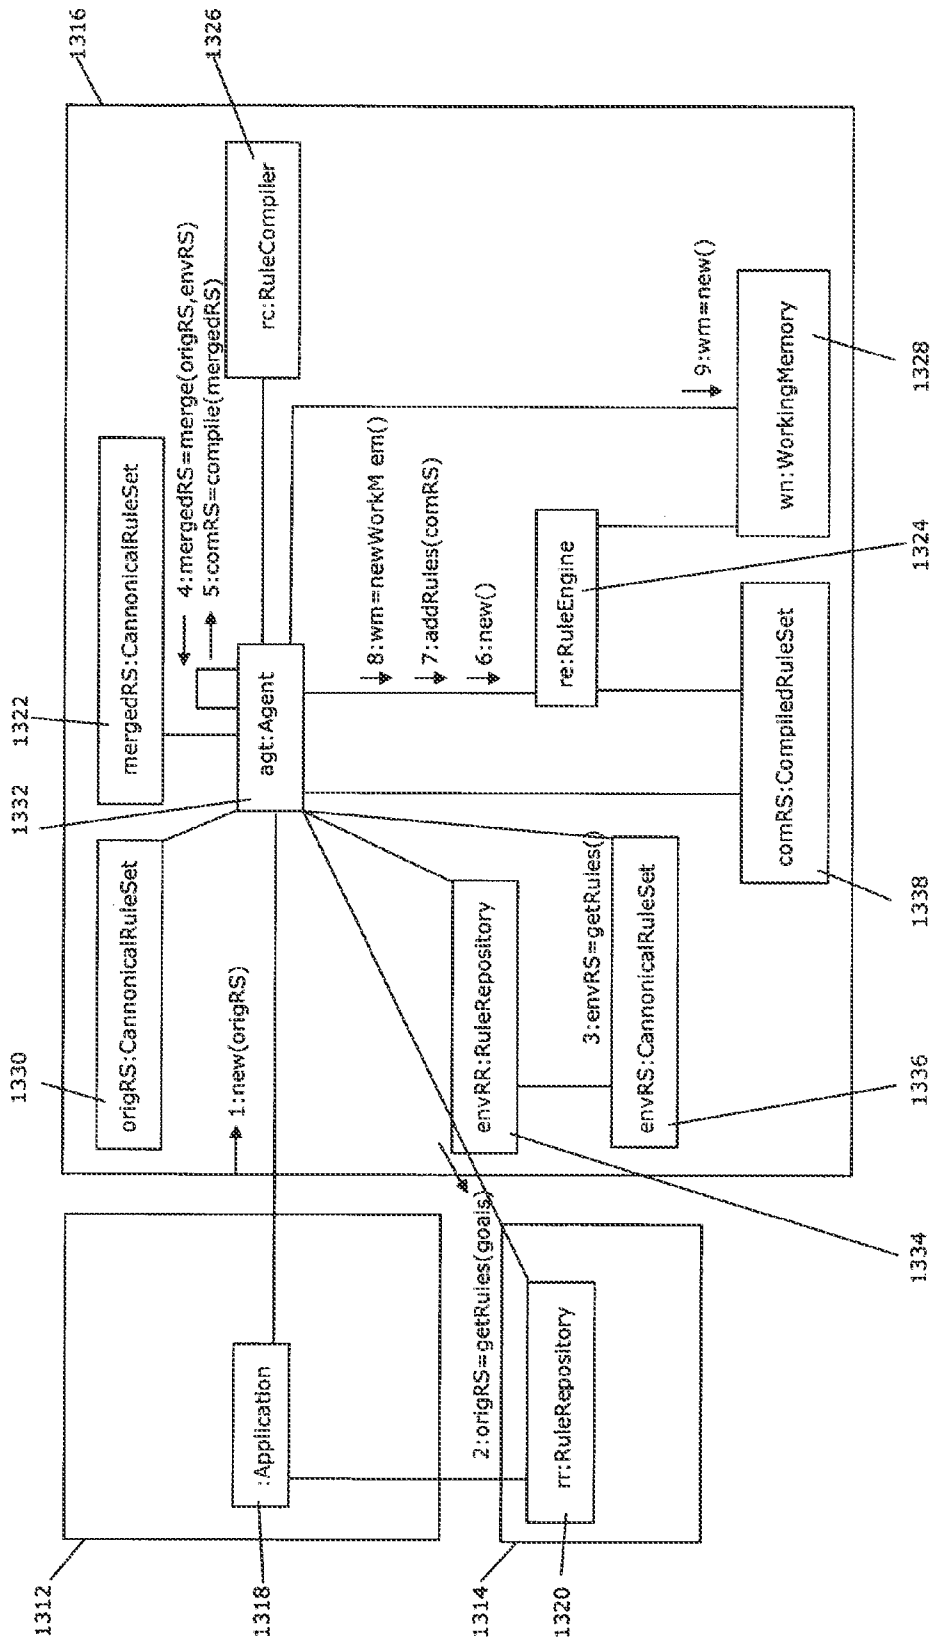 1316
1326
1322
1332
1330
1312
1318
1314
1320
1334
1336
1338
1324
1328
mergedRS:CannonicalRuleSet
origRS:CannonicalRuleSet
4:mergedRS=merge(origRS,envRS)
5:comRS=compile(mergedRS)
rc:RuleCompiler
agt:Agent
1:new(origRS)
:Application
8:wm=newWorkM em()
7:addRules(comRS)
6:new()
9:wm=new()
re:RuleEngine
wn:WorkingMemory
envRR:RuleRepository
3:envRS=getRules()
envRS:CannonicalRuleSet
comRS:CompiledRuleSet
2:origRS=getRules(goals)
rr:RuleRepository